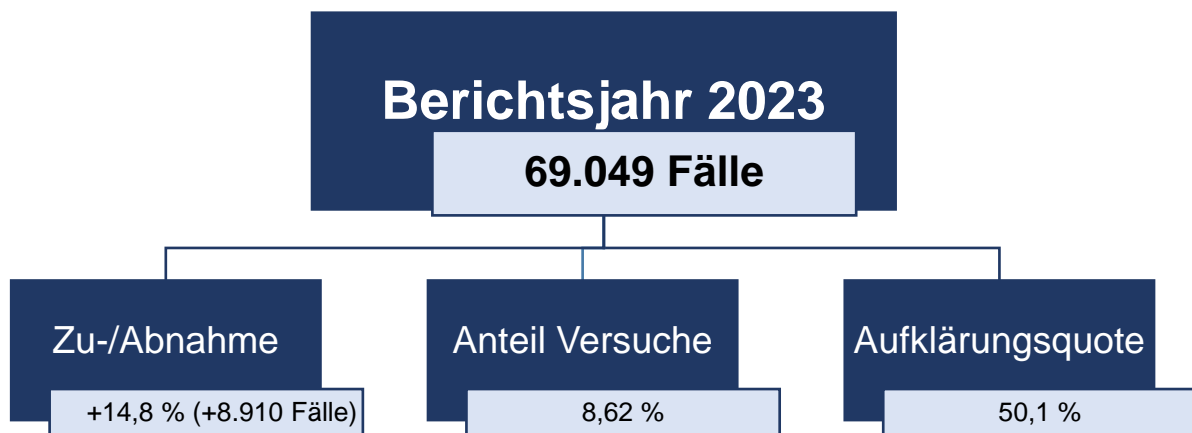 Berichtsjahr 2023
69.049 Fälle
Zu-/Abnahme
+14,8 % (+8.910 Fälle)
Anteil Versuche
8,62 %
Aufklärungsquote
50,1 %